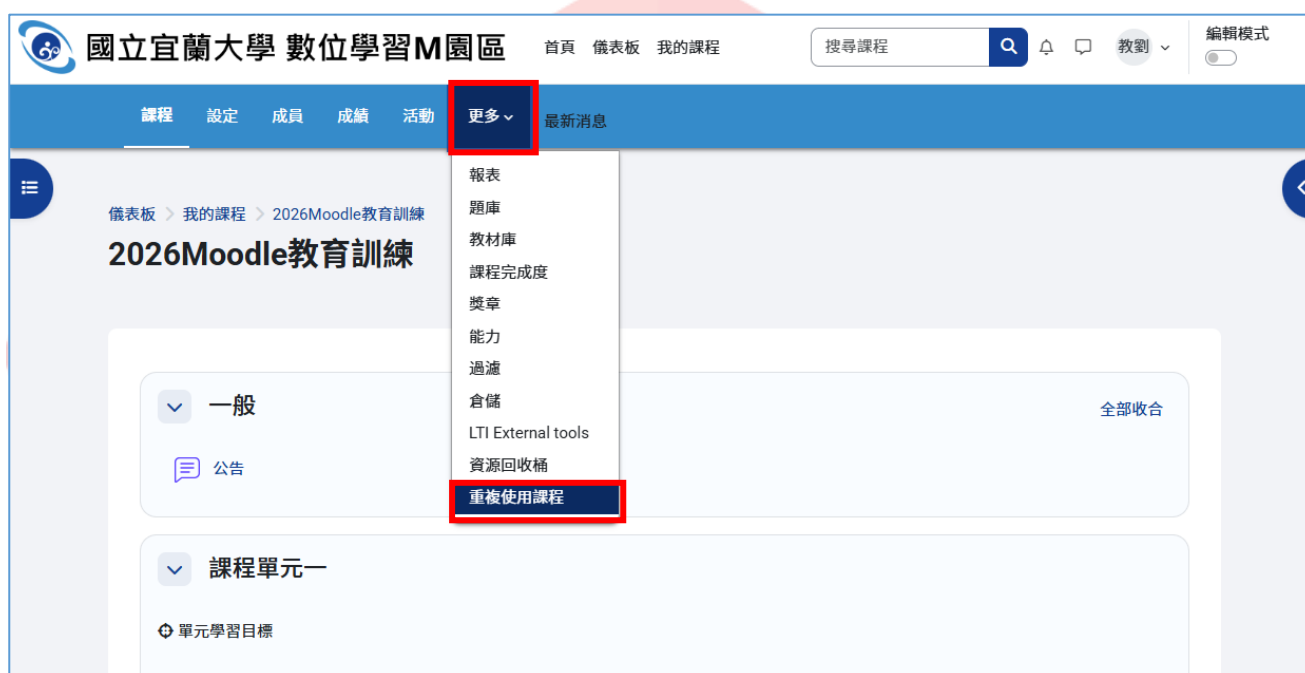 國立宜蘭大學 數位學習M園區 首頁 儀表板 我的課程 搜尋課程 教劉 編輯模式
課程 設定 成員 成績 活動 更多 最新消息
報表
題庫
教材庫
課程完成度
獎章
能力
過濾
倉儲
LTI External tools
資源回收桶
重複使用課程
儀表板 > 我的課程 > 2026Moodle教育訓練
2026Moodle教育訓練
一般 全部收合
公告
課程單元一
單元學習目標